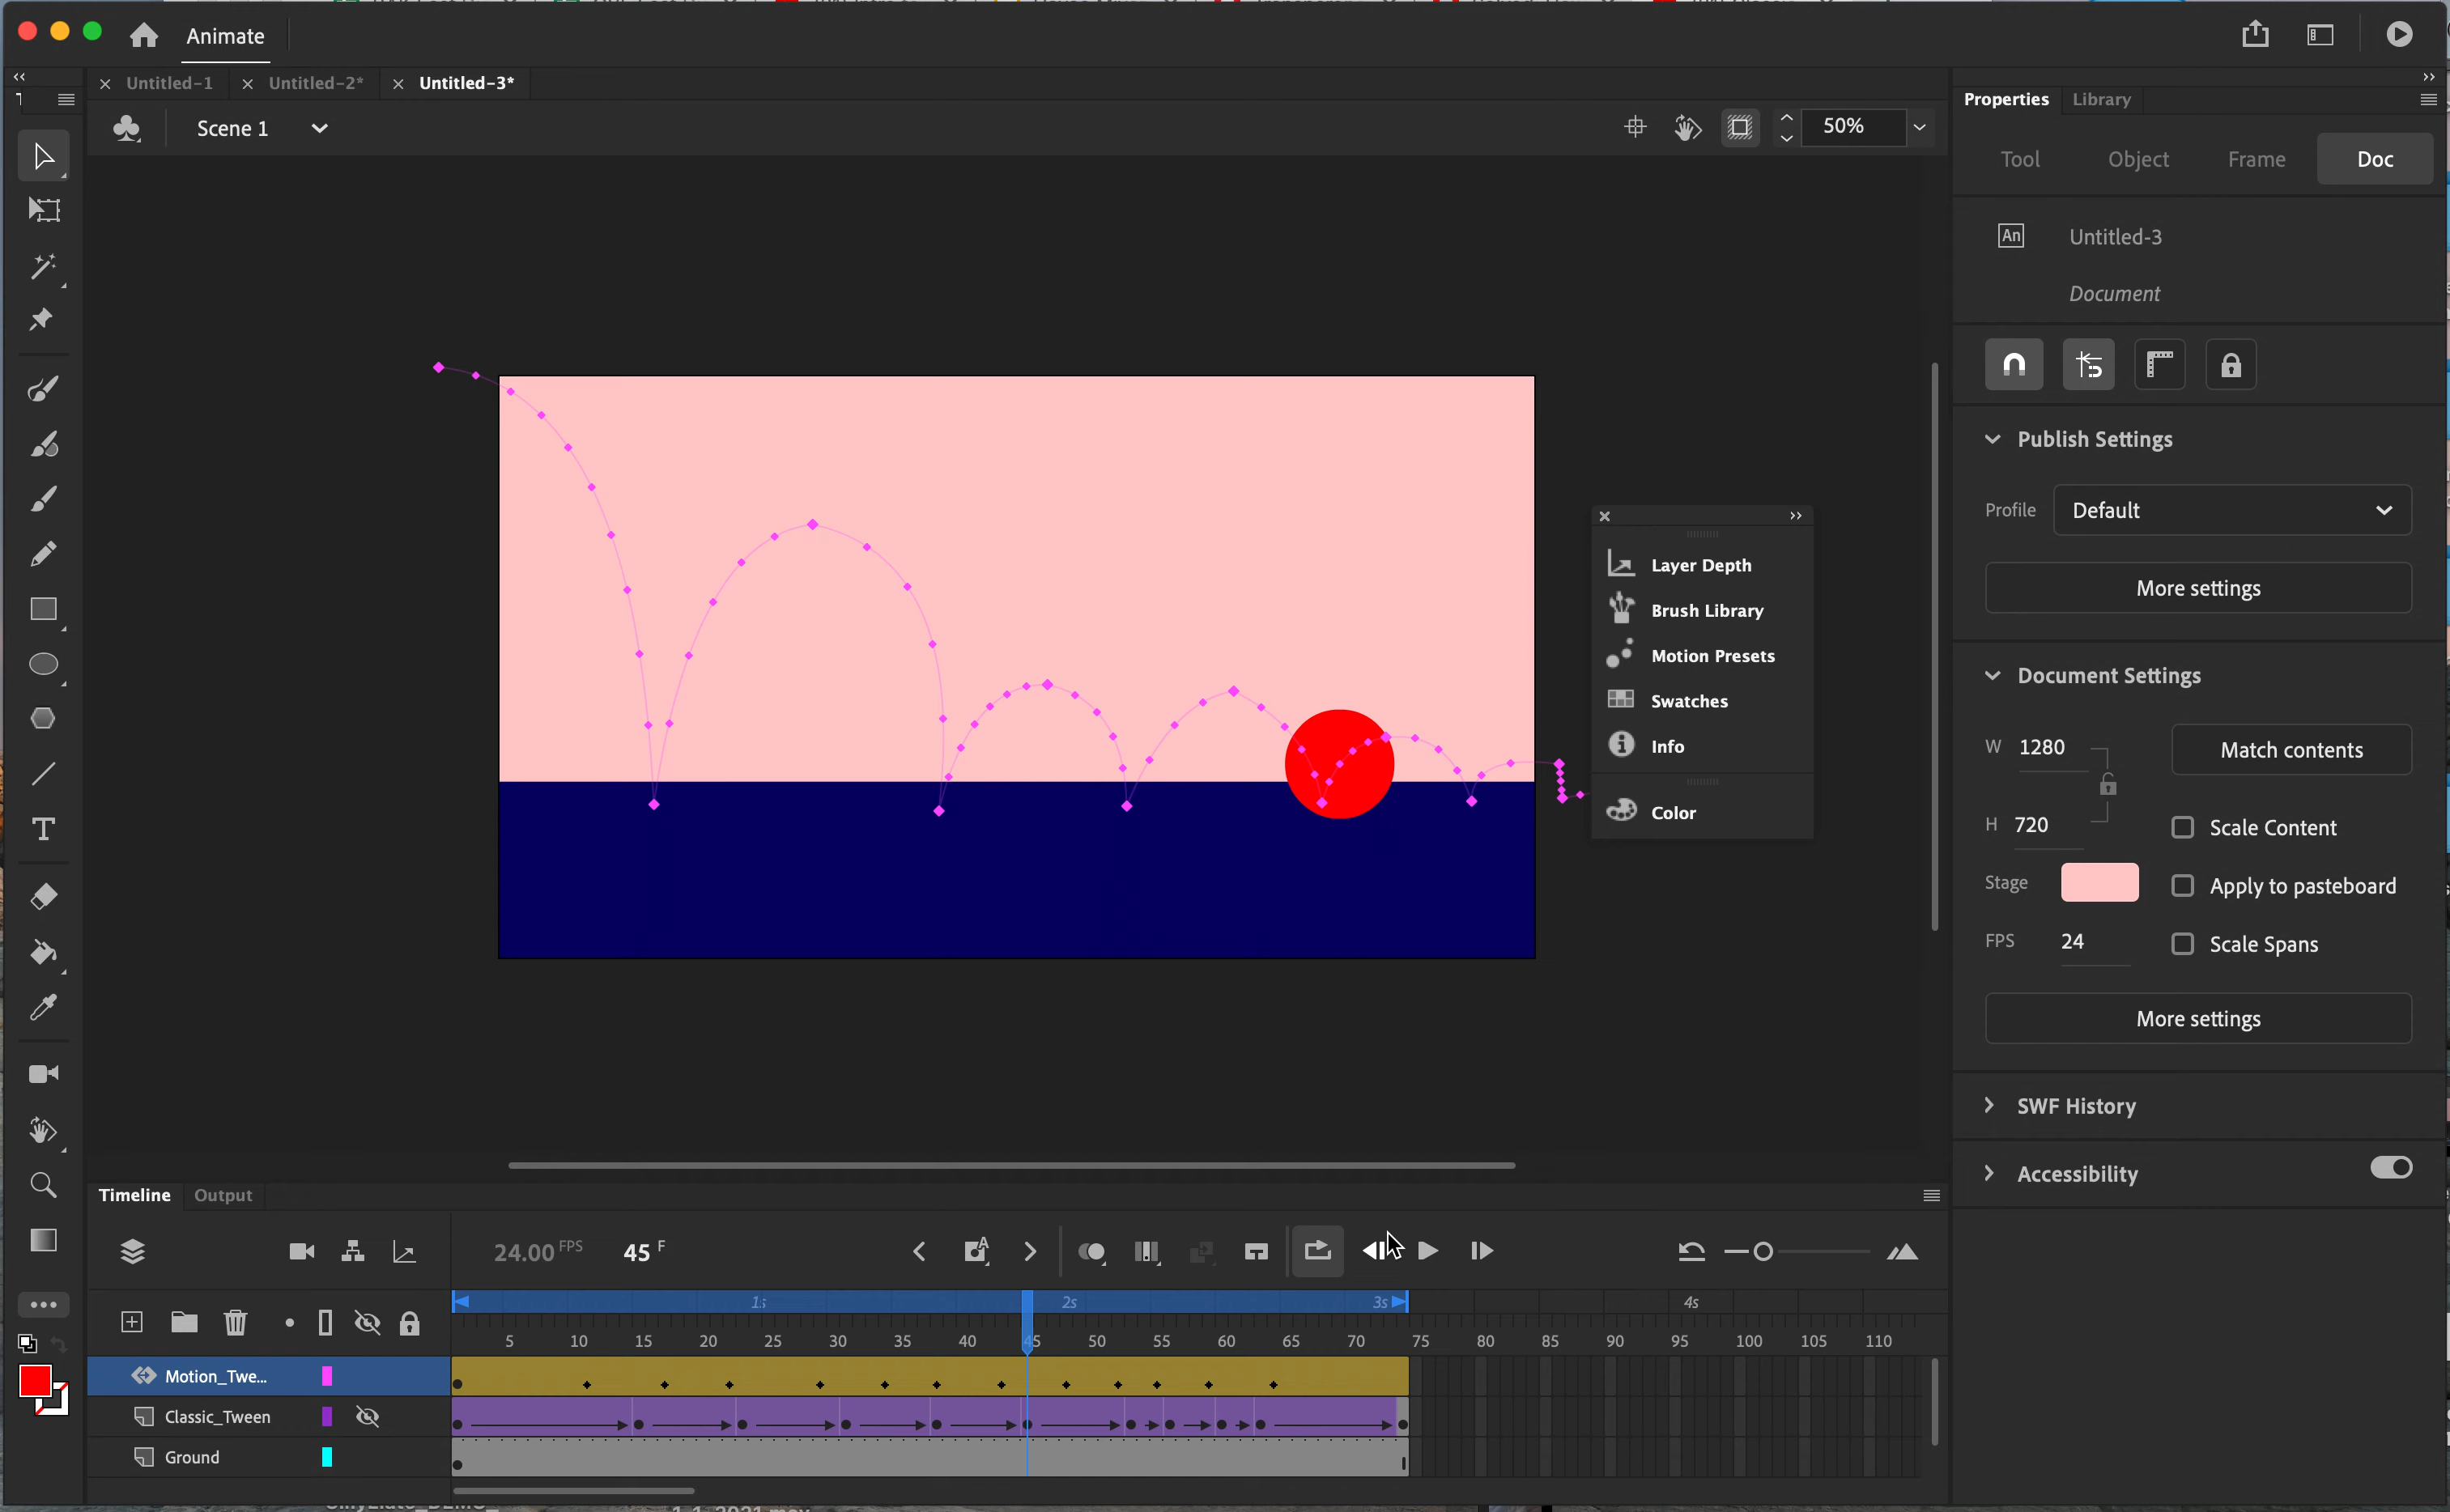 Animate
Untitled-1
Untitled-2*
Untitled-3*
Scene 1
50%
Properties
Library
Tool
Object
Frame
Doc
An
Untitled-3
Document
Publish Settings
Profile
Default
More settings
Document Settings
W 1280
Match contents
H 720
Scale Content
Stage
Apply to pasteboard
FPS 24
Scale Spans
More settings
SWF History
Accessibility
Layer Depth
Brush Library
Motion Presets
Swatches
Info
Color
Timeline
Output
24.00 FPS
45 F
1s 2s 3s 4s
5 10 15 20 25 30 35 40 45 50 55 60 65 70 75 80 85 90 95 100 105 110
Motion_Twe...
Classic_Tween
Ground